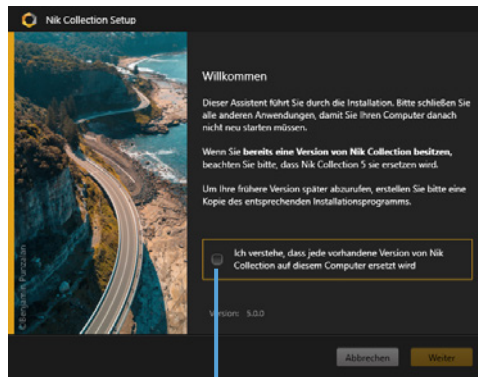 Nik Collection Setup
Willkommen
Dieser Assistent führt Sie durch die Installation. Bitte schließen Sie
alle anderen Anwendungen, damit Sie Ihren Computer danach
nicht neu starten müssen.
Wenn Sie bereits eine Version von Nik Collection besitzen,
beachten Sie bitte, dass Nik Collection 5 sie ersetzen wird.
Um Ihre frühere Version später abzurufen, erstellen Sie bitte eine
Kopie des entsprechenden Installationsprogramms.
Ich verstehe, dass jede vorhandene Version von Nik
Collection auf diesem Computer ersetzt wird
Version: 5.0.0
©Benjamin Punzalan
Abbrechen
Weiter